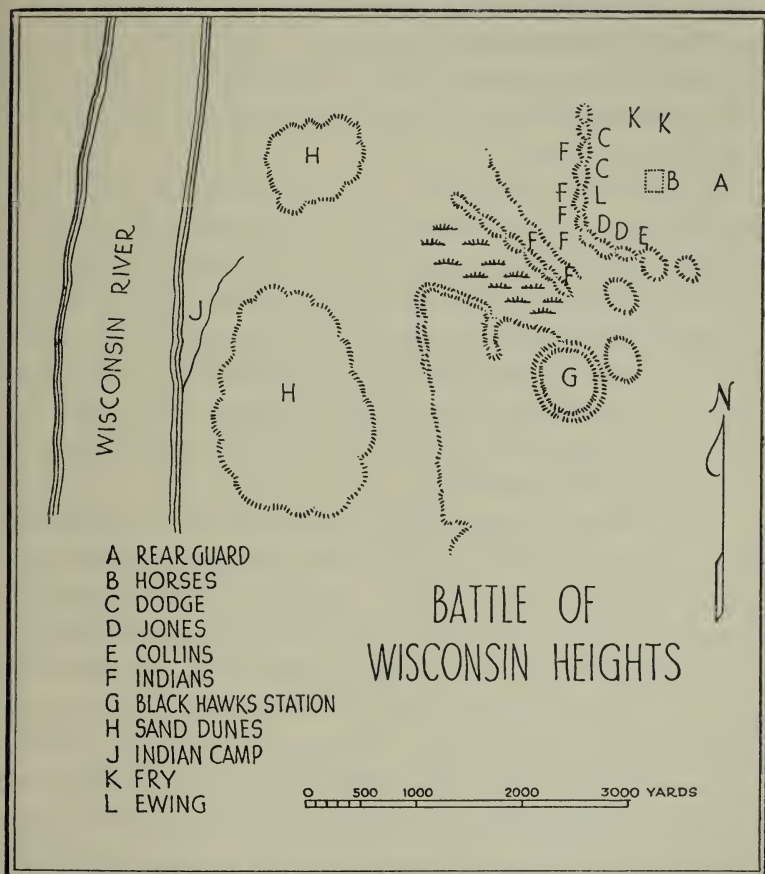 H
K K
F C
C
F L B A
F D D E
F F
F
WISCONSIN RIVER
J
H
G
N
A REAR GUARD
B HORSES
C DODGE
D JONES
E COLLINS
F INDIANS
G BLACK HAWKS STATION
H SAND DUNES
J INDIAN CAMP
K FRY
L EWING
BATTLE OF
WISCONSIN HEIGHTS
0 500 1000 2000 3000 YARDS